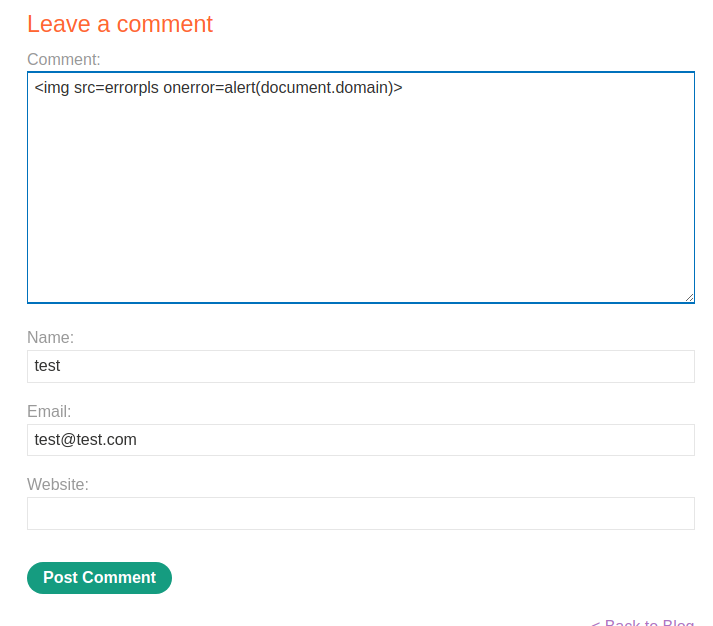 Leave a comment
Comment:
<img src=errorpls onerror=alert(document.domain)>
Name:
test
Email:
test@test.com
Website:
Post Comment
< Back to Blog